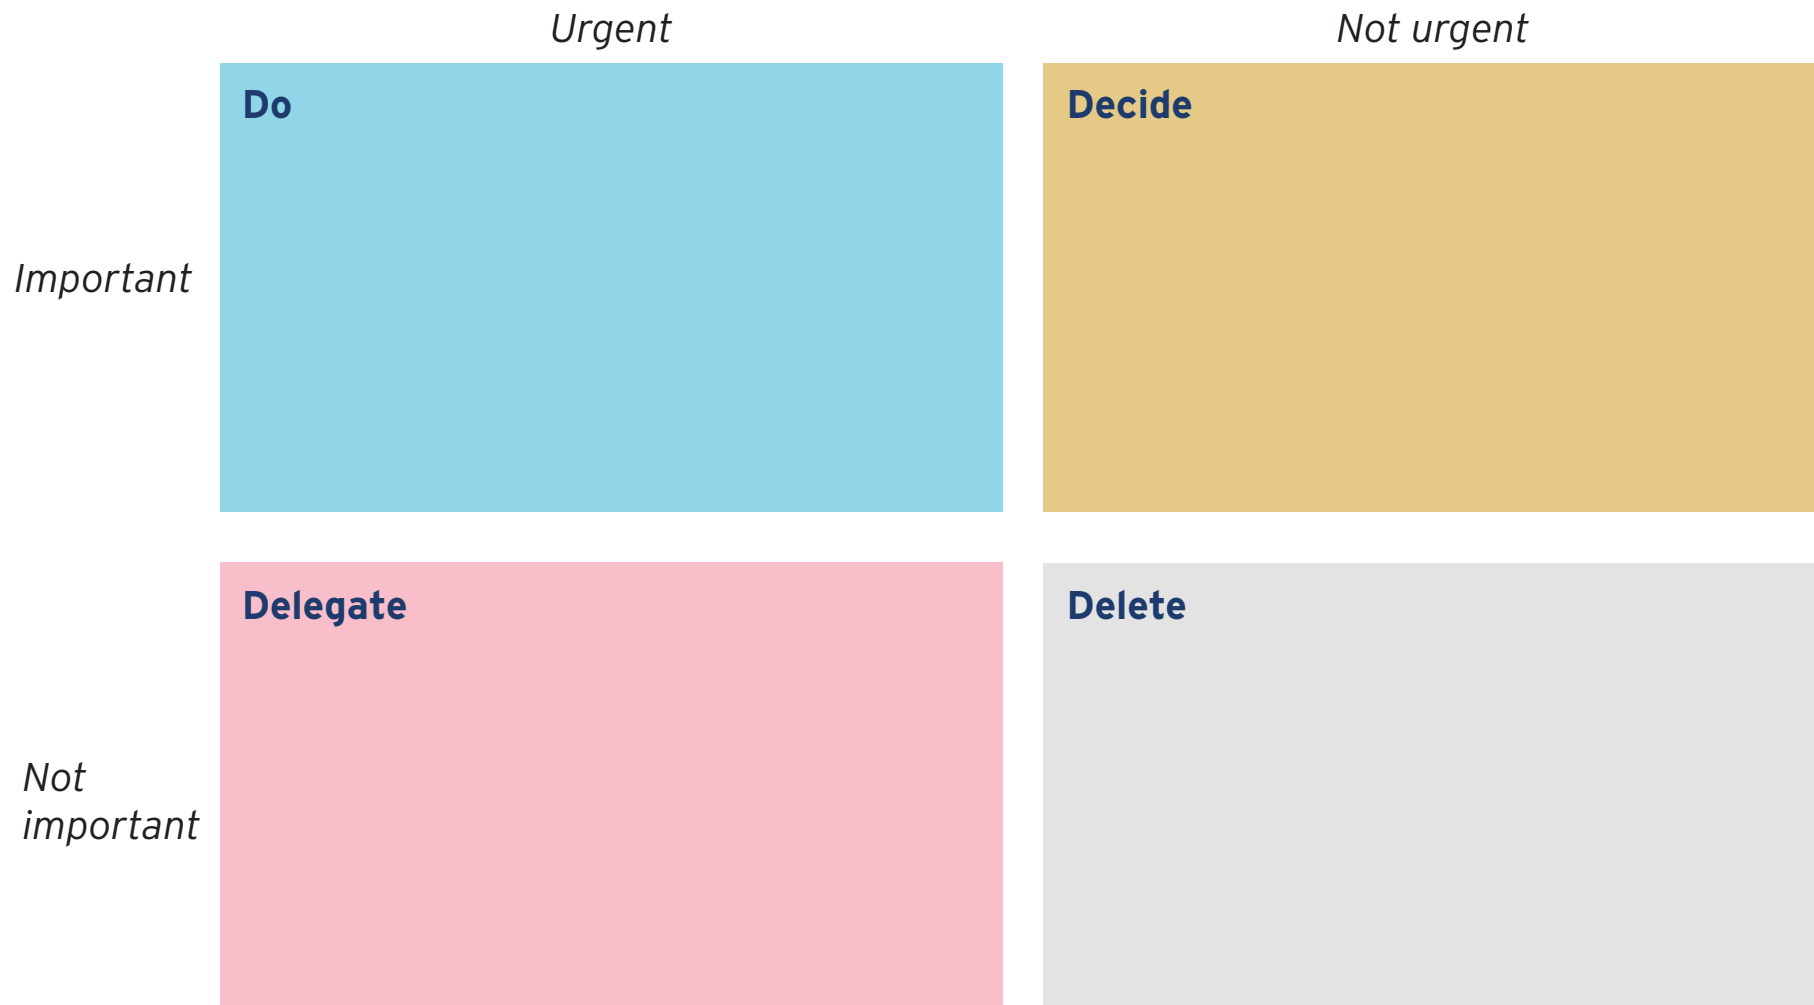 Urgent
Not urgent
Do
Decide
Important
Delegate
Delete
Not
important